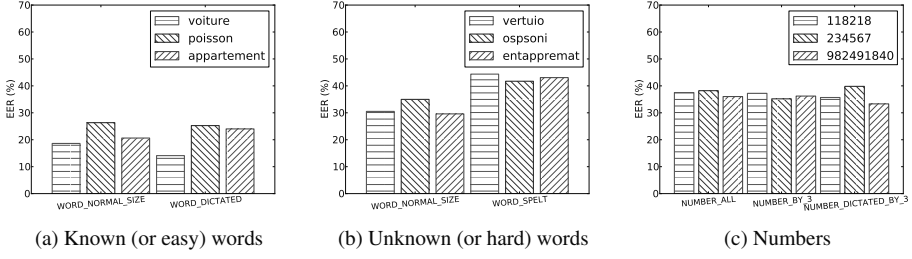 70
60
50
40
30
20
10
0
EER (%)
voiture
poisson
appartement
WORD_NORMAL_SIZE
WORD_DICTATED
(a) Known (or easy) words
70
60
50
40
30
20
10
0
EER (%)
vertuio
ospsoni
entappremat
WORD_NORMAL_SIZE
WORD_SPELT
(b) Unknown (or hard) words
70
60
50
40
30
20
10
0
EER (%)
118218
234567
982491840
NUMBER_ALL
NUMBER_BY_3
NUMBER_DICTATED_BY_3
(c) Numbers